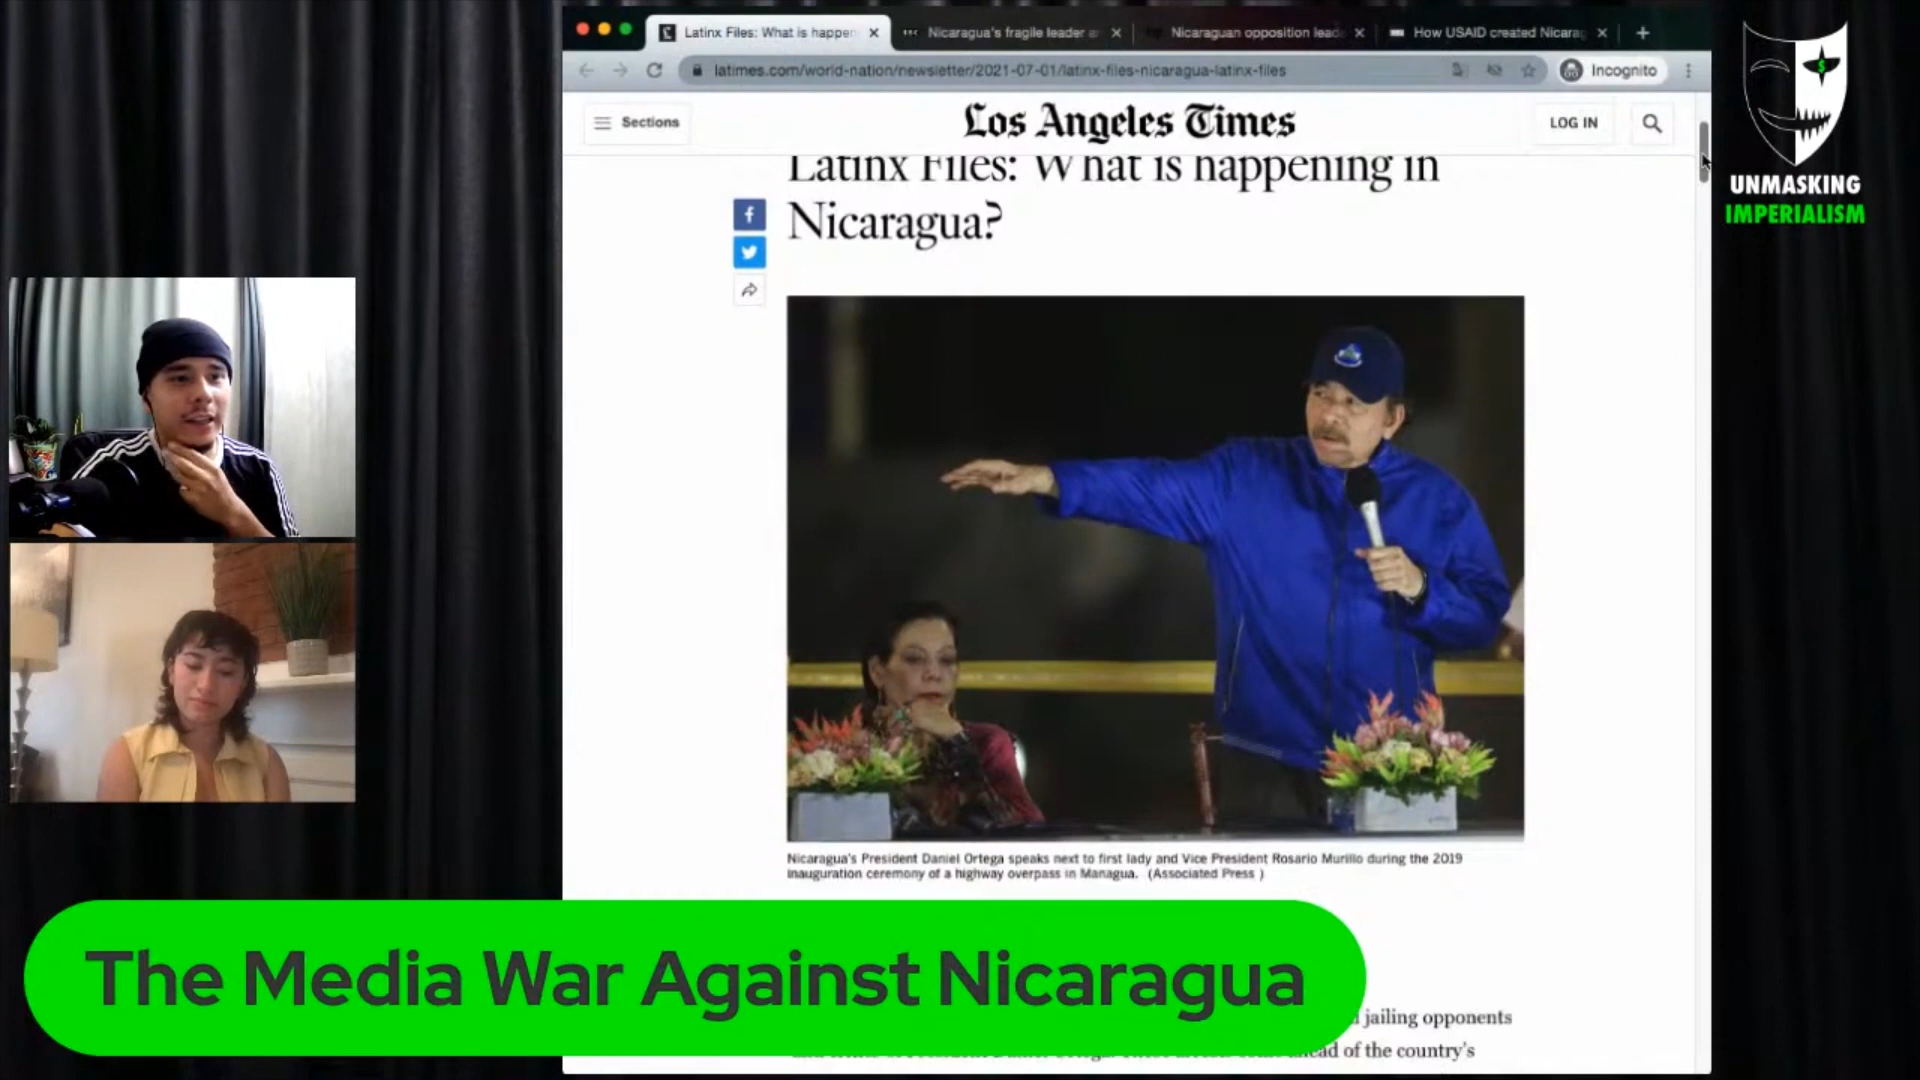 Latinx Files: What is happen
Nicaragua's fragile leader a
Nicaraguan opposition lead
How USAID created Nicarag
latimes.com/world-nation/newsletter/2021-07-01/latinx-files-nicaragua-latinx-files
Incognito
Sections
Los Angeles Times
LOG IN
UNMASKING
IMPERIALISM
Latinx Files: What is happening in
Nicaragua?
Nicaragua's President Daniel Ortega speaks next to first lady and Vice President Rosario Murillo during the 2019
inauguration ceremony of a highway overpass in Managua. (Associated Press )
The Media War Against Nicaragua
jailing opponents
of the country's